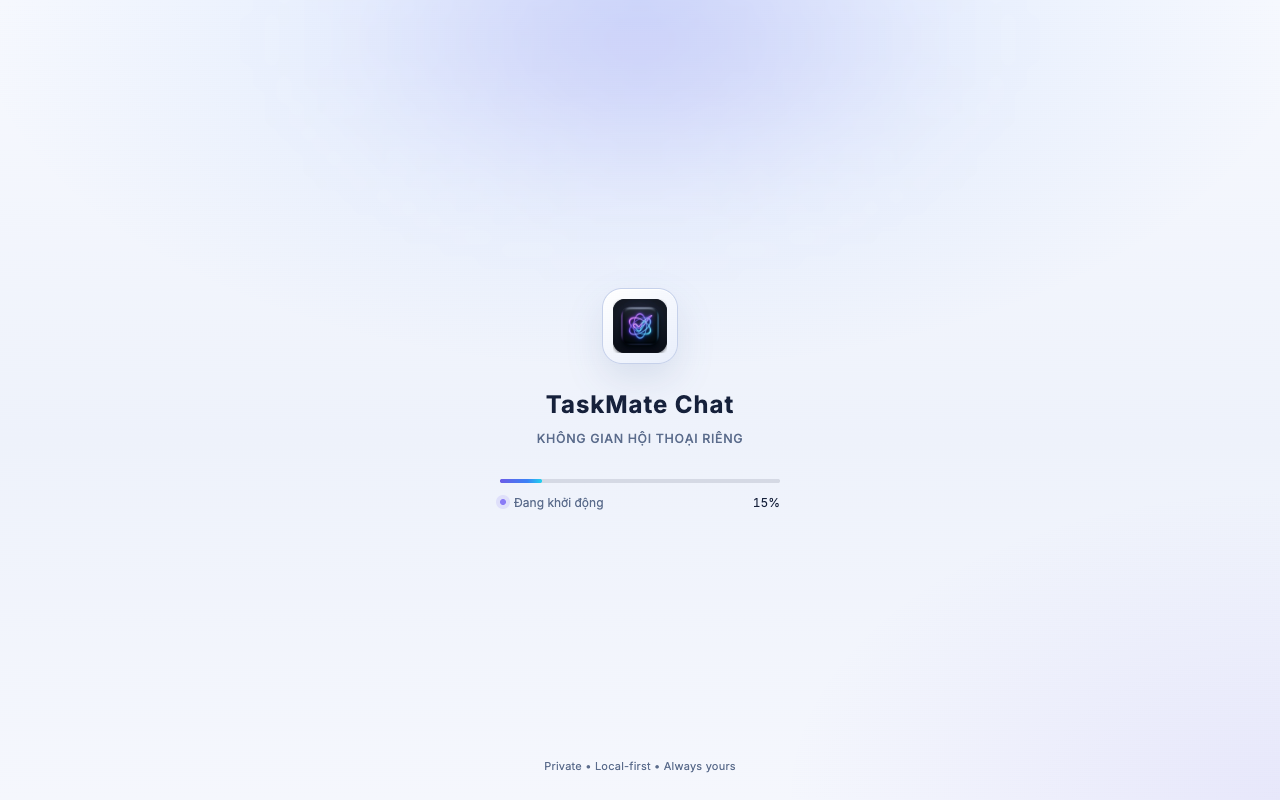 TaskMate Chat
KHÔNG GIAN HỘI THOẠI RIÊNG
Đang khởi động
15%
Private • Local-first • Always yours